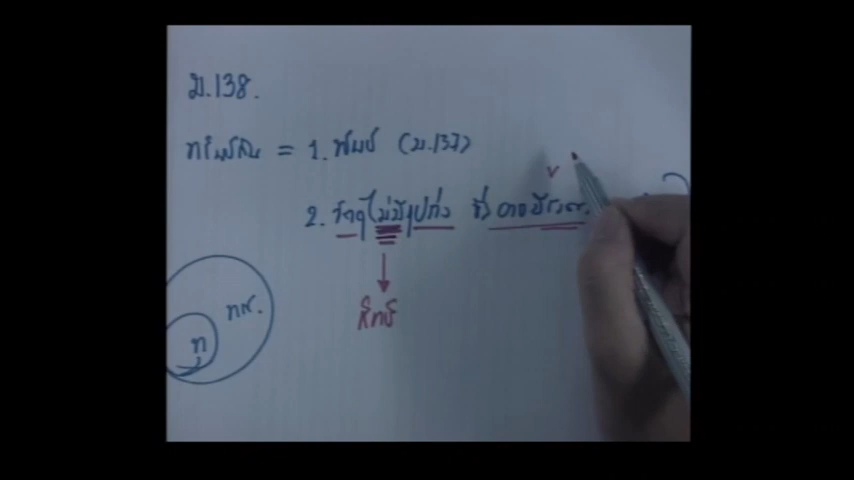 ม.138.
ทรัพย์สิน = 1. ทรัพย์ (ม.137)
2. วัตถุไม่มีรูปร่าง ซึ่ง อาจมีราคา.
สิทธิ
ทส.
ท